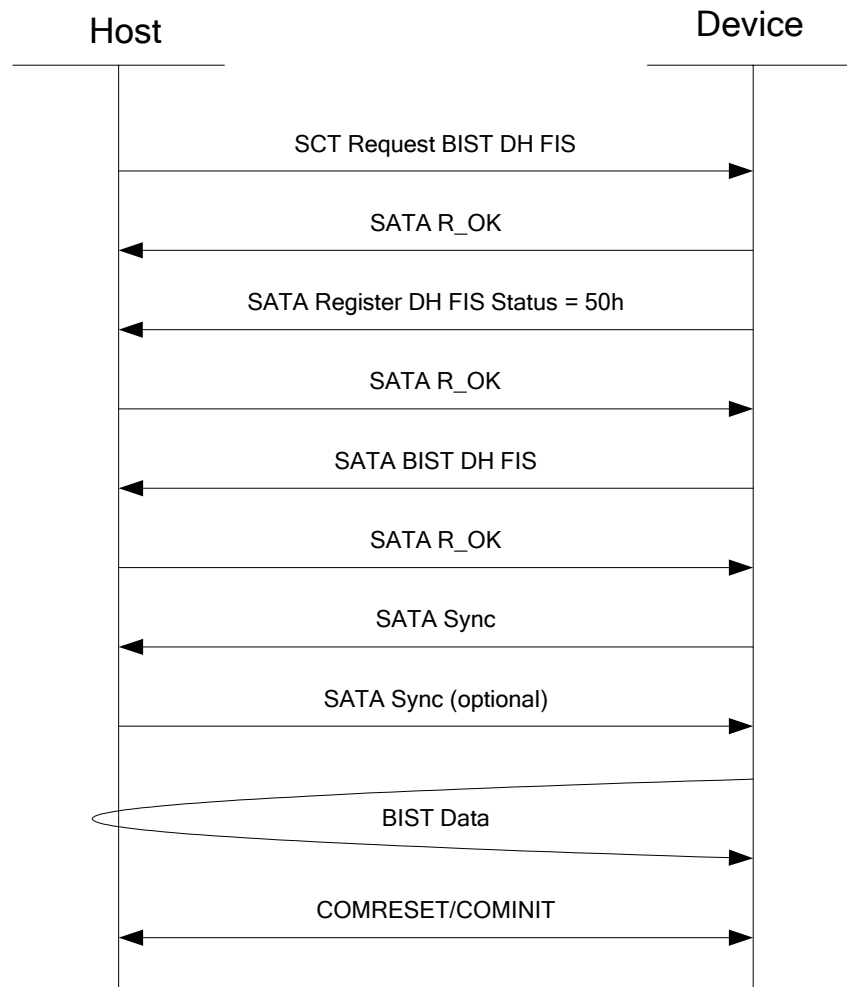 Host
Device
SCT Request BIST DH FIS
SATA R_OK
SATA Register DH FIS Status = 50h
SATA R_OK
SATA BIST DH FIS
SATA R_OK
SATA Sync
SATA Sync (optional)
BIST Data
COMRESET/COMINIT